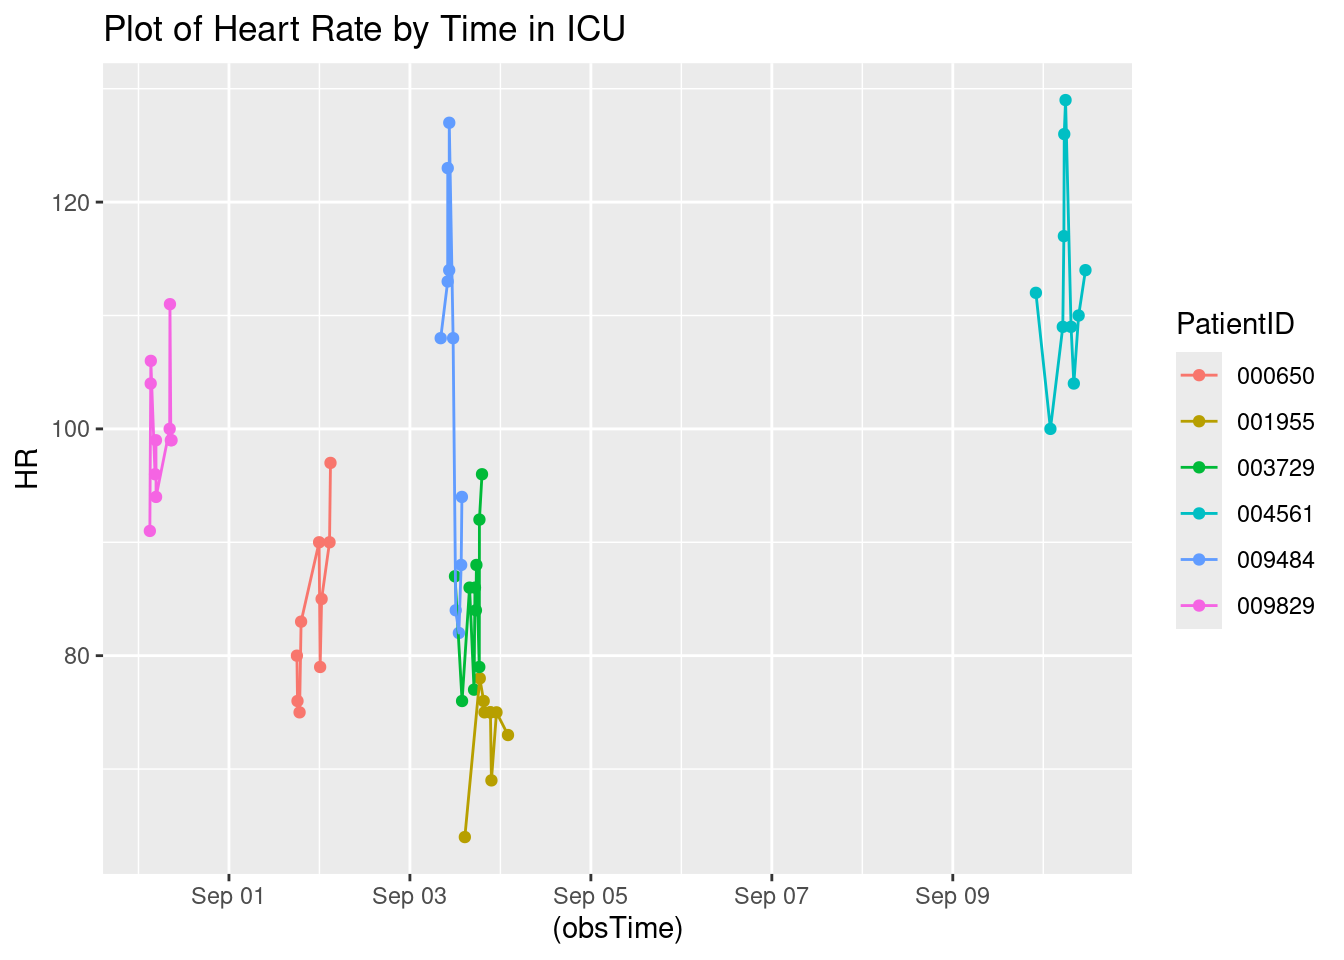 Plot of Heart Rate by Time in ICU
120
100
80
HR
Sep 01
Sep 03
Sep 05
Sep 07
Sep 09
(obsTime)
PatientID
000650
001955
003729
004561
009484
009829